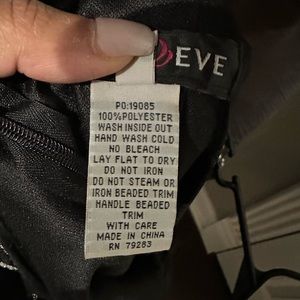 EVE
PO:19085
100%POLYESTER
WASH INSIDE OUT
HAND WASH COLD
NO BLEACH
LAY FLAT TO DRY
DO NOT IRON
DO NOT STEAM OR
IRON BEADED TRIM
HANDLE BEADED
TRIM
WITH CARE
MADE IN CHINA
RN 79283